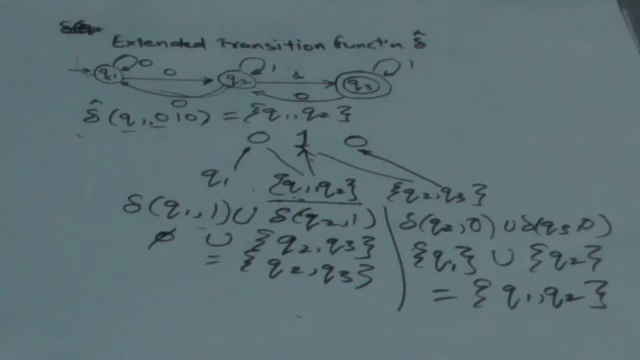 Extended Transition functn δ̂
q₁ 0 0 q₂ 1 1 q₃ 1
0 0
δ̂(q₁,010) = {q₁,q₂}
0 1 0
q₁ {q₁,q₂} {q₂,q₃}
δ(q₁,1) ∪ δ(q₂,1) δ(q₂,0) ∪ δ(q₃,0)
ϕ ∪ {q₂,q₃} {q₁} ∪ {q₂}
= {q₂,q₃} = {q₁,q₂}